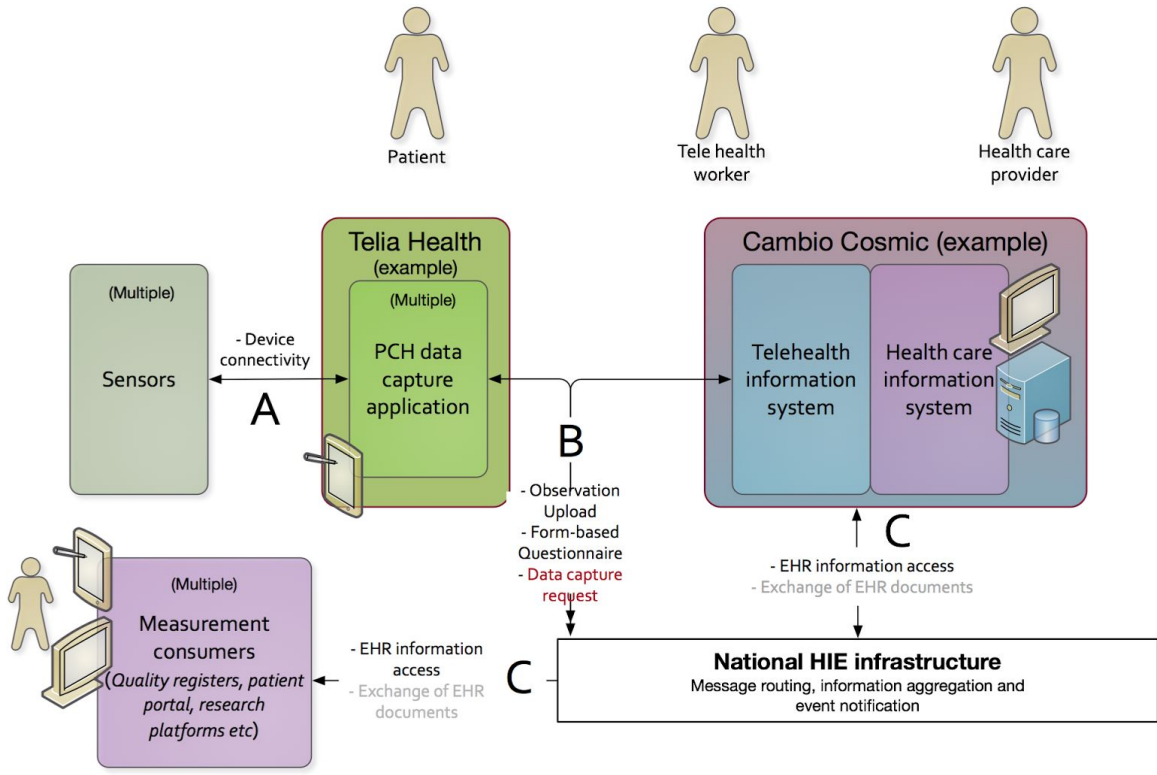 Patient
Tele health
worker
Health care
provider
Telia Health
(example)
(Multiple)
PCH data
capture
application
Cambio Cosmic (example)
Telehealth
information
system
Health care
information
system
(Multiple)
Sensors
- Device
connectivity
A
B
- Observation
Upload
- Form-based
Questionnaire
- Data capture
request
C
- EHR information access
- Exchange of EHR documents
(Multiple)
Measurement
consumers
(Quality registers, patient
portal, research
platforms etc)
- EHR information
access
- Exchange of EHR
documents
C
National HIE infrastructure
Message routing, information aggregation and
event notification